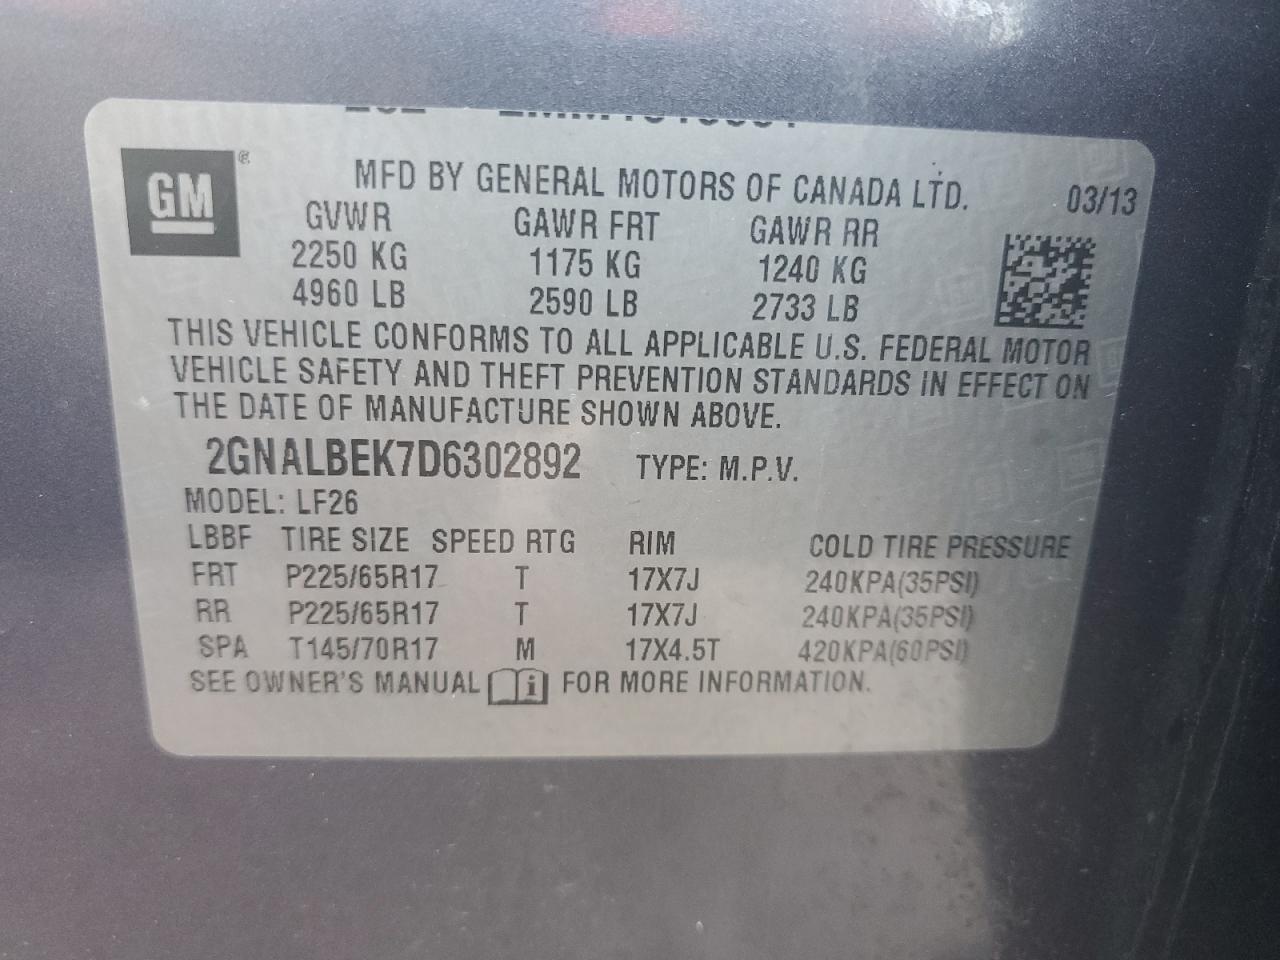 GM ®
MFD BY GENERAL MOTORS OF CANADA LTD. 03/13
GVWR GAWR FRT GAWR RR
2250 KG 1175 KG 1240 KG
4960 LB 2590 LB 2733 LB
THIS VEHICLE CONFORMS TO ALL APPLICABLE U.S. FEDERAL MOTOR
VEHICLE SAFETY AND THEFT PREVENTION STANDARDS IN EFFECT ON
THE DATE OF MANUFACTURE SHOWN ABOVE.
2GNALBEK7D6302892 TYPE: M.P.V.
MODEL: LF26
LBBF TIRE SIZE SPEED RTG RIM COLD TIRE PRESSURE
FRT P225/65R17 T 17X7J 240KPA(35PSI)
RR P225/65R17 T 17X7J 240KPA(35PSI)
SPA T145/70R17 M 17X4.5T 420KPA(60PSI)
SEE OWNER'S MANUAL FOR MORE INFORMATION.